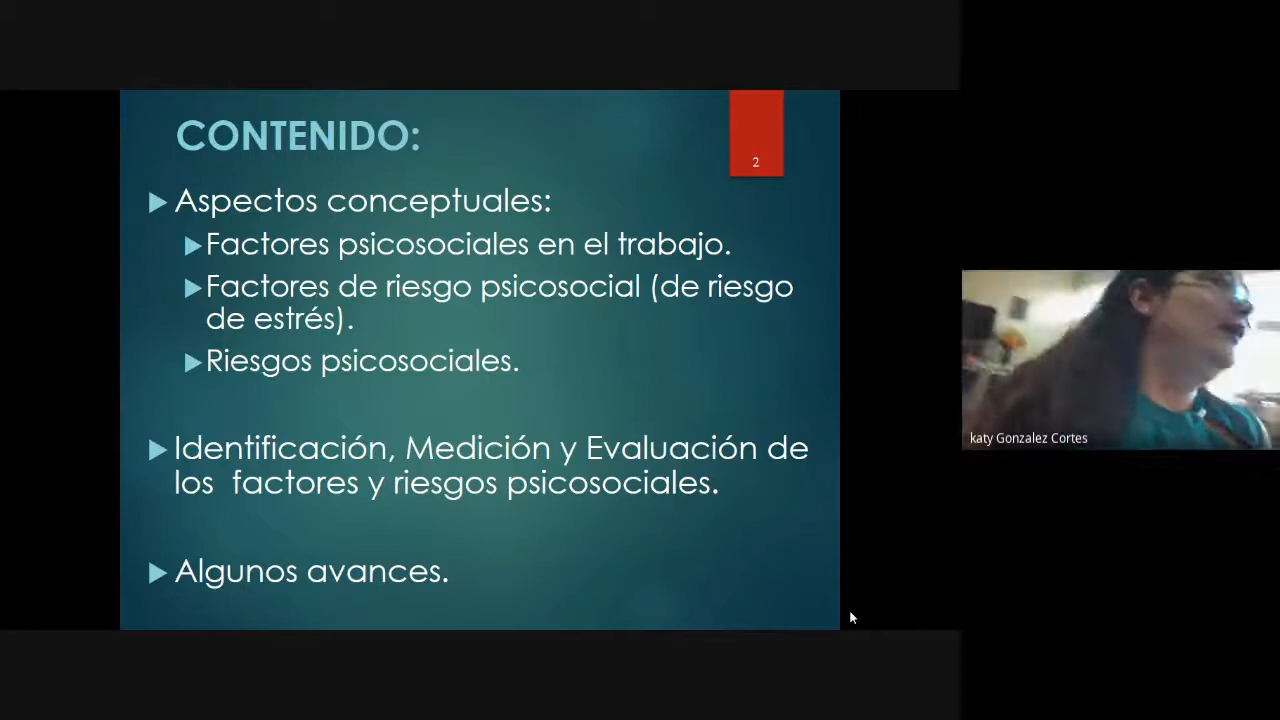 CONTENIDO:
2
Aspectos conceptuales:
Factores psicosociales en el trabajo.
Factores de riesgo psicosocial (de riesgo
de estrés).
Riesgos psicosociales.
Identificación, Medición y Evaluación de
los factores y riesgos psicosociales.
Algunos avances.
katy Gonzalez Cortes